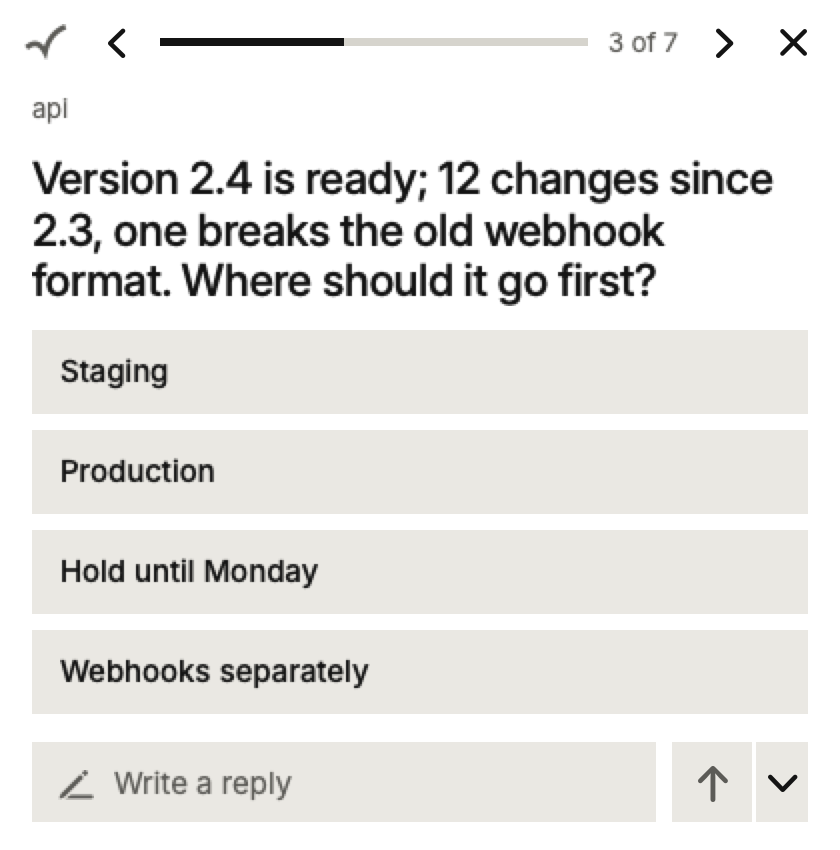 3 of 7
api
Version 2.4 is ready; 12 changes since
2.3, one breaks the old webhook
format. Where should it go first?
Staging
Production
Hold until Monday
Webhooks separately
Write a reply